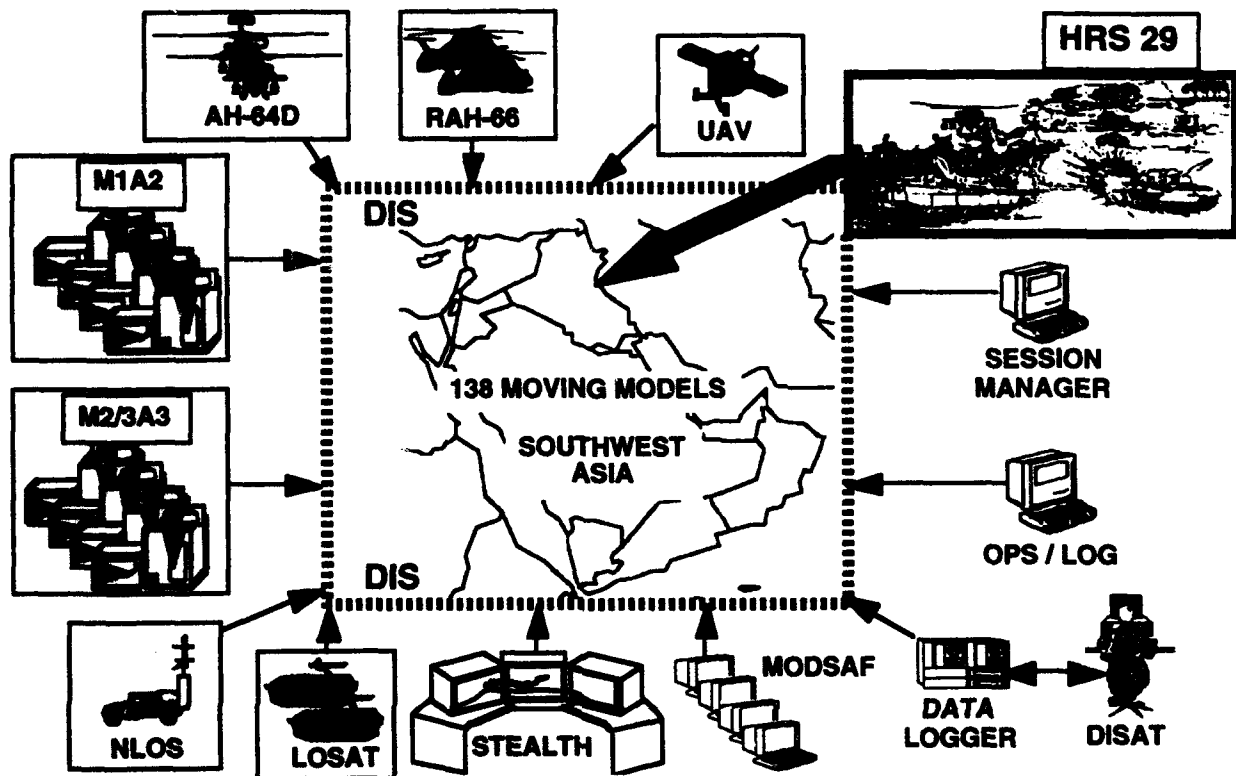 HRS 29
AH-64D
RAH-66
UAV
M1A2
DIS
SESSION
MANAGER
138 MOVING MODELS
M2/3A3
SOUTHWEST
ASIA
OPS / LOG
DIS
NLOS
LOSAT
STEALTH
MODSAF
DATA
LOGGER
DISAT